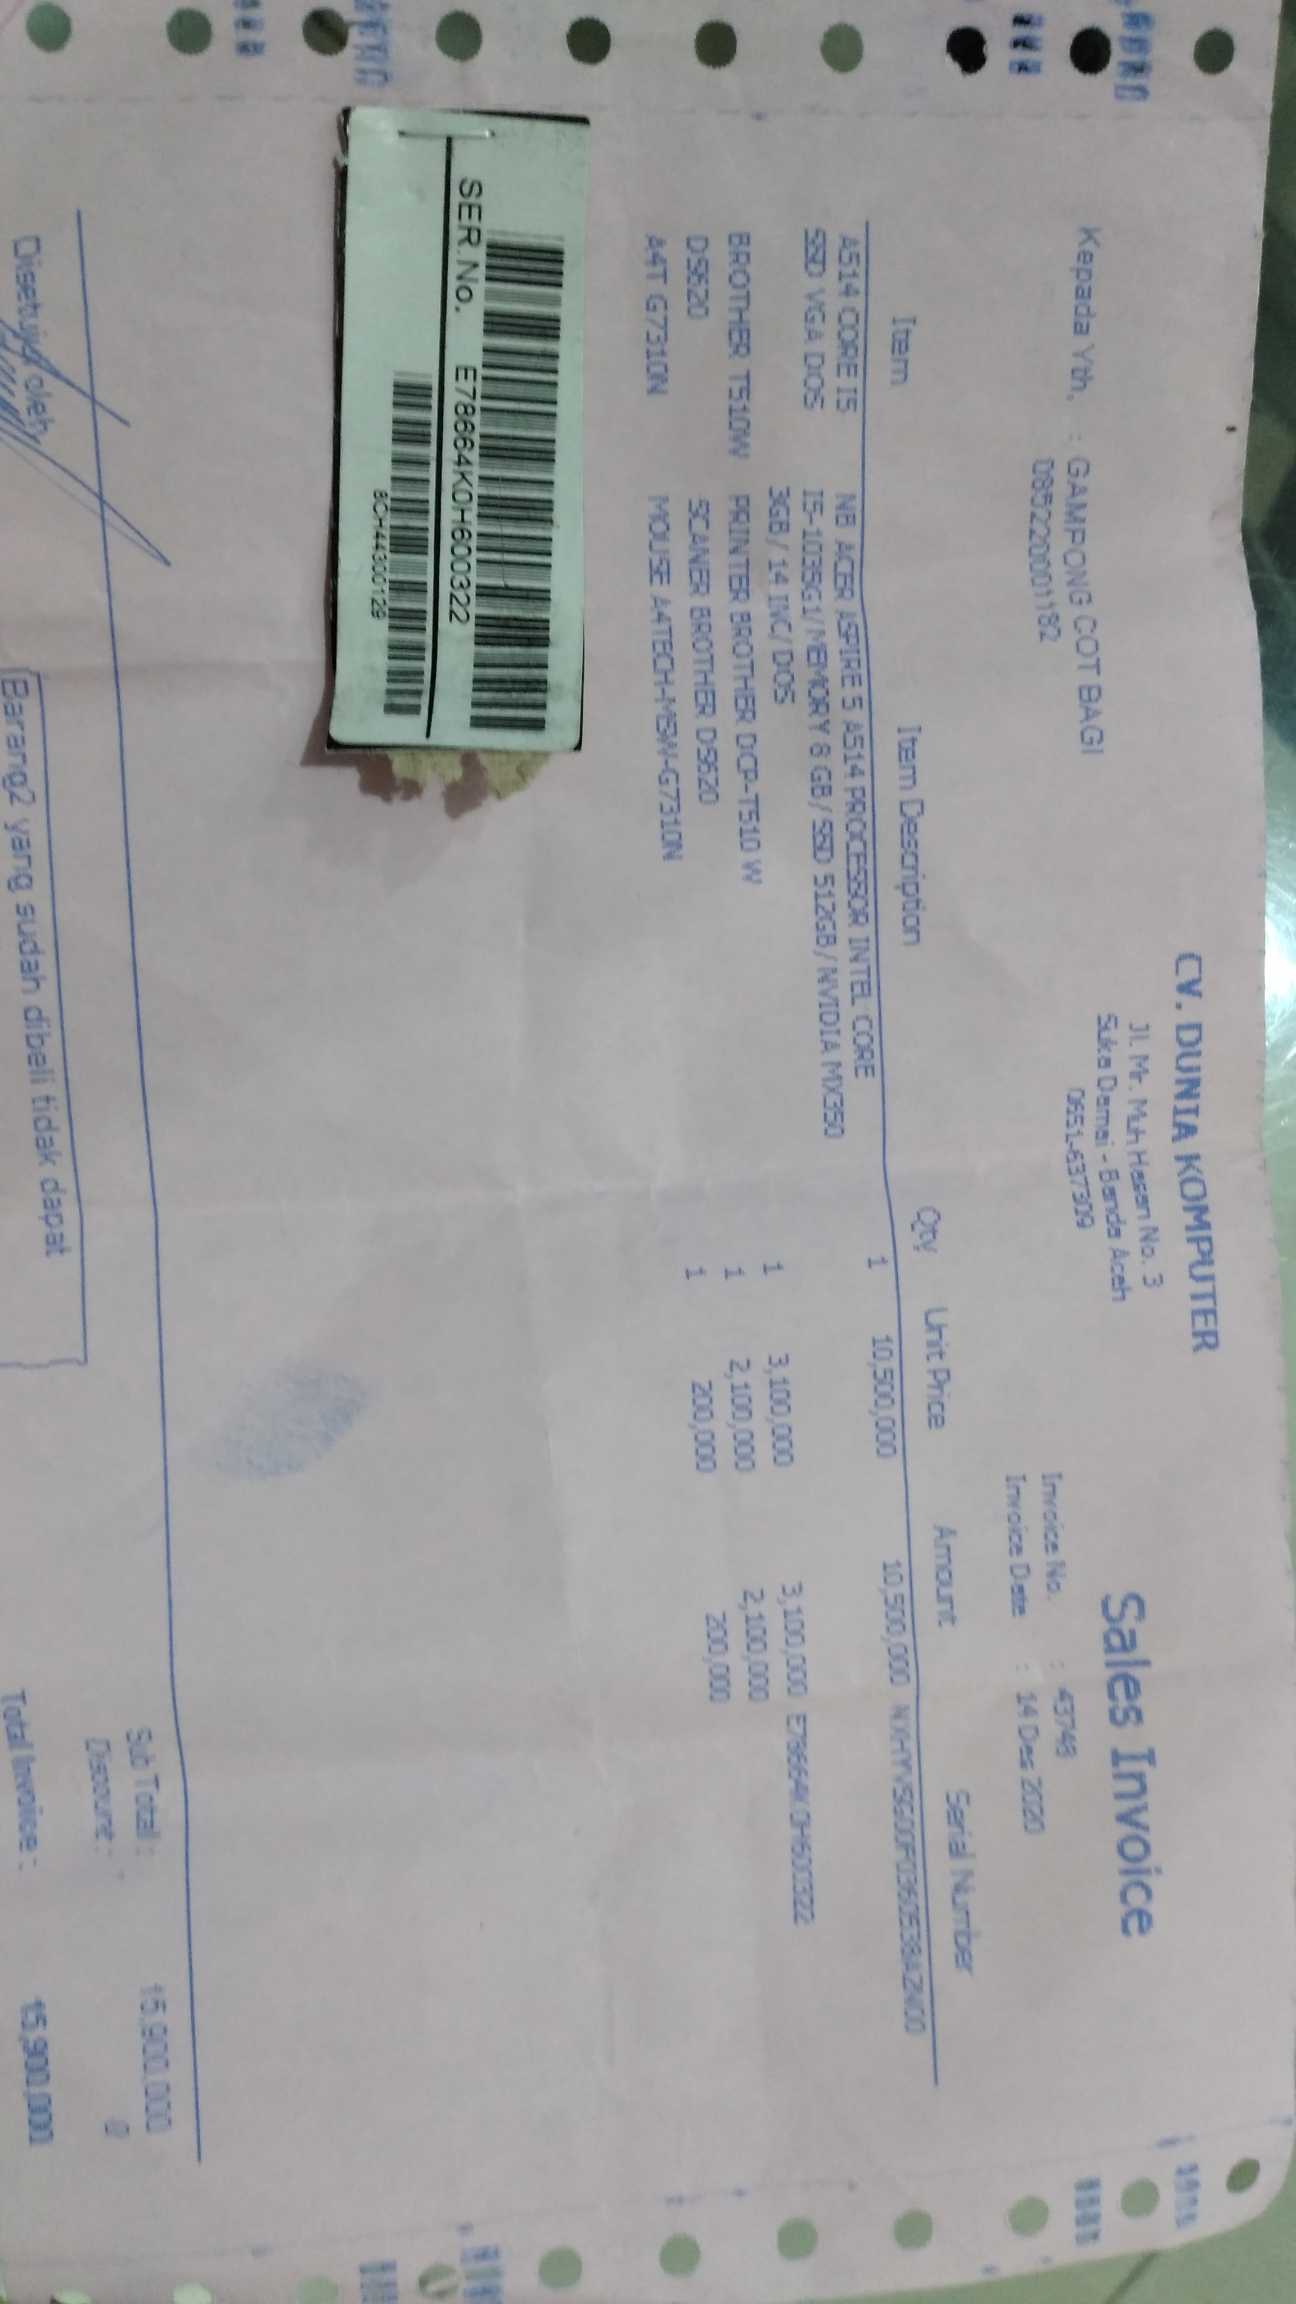 CV. DUNIA KOMPUTER
Jl. Mr. Muh Hasan No. 3
Suka Damai - Banda Aceh
0651-637309
Sales Invoice
Kepada Yth. : GAMPONG COT BAGI
085220001182
Invoice No. : 43748
Invoice Date : 14 Des 2020
Item Item Description Qty Unit Price Amount Serial Number
A514 CORE I5 NB ACER ASPIRE 5 A514 PROCESSOR INTEL CORE 1 10,500,000 10,500,000
SSD VGA DOS I5-1035G1/MEMORY 8 GB/ SSD 512GB/ NVIDIA MX350
3GB / 14 INC/ DOS
BROTHER T510W PRINTER BROTHER DCP-T510 W 1 3,100,000 3,100,000 E78664K0H600322
DS620 SCANER BROTHER DS620 1 2,100,000 2,100,000
A4T G7310N MOUSE A4TECH-MSW-G7310N 1 200,000 200,000
SER.No. E78664K0H600322
8CH443001128
Sub Total : 15,900,000
Discount : 0
Disetujui oleh,
Barang2 yang sudah dibeli tidak dapat
Total Invoice : 15,900,000